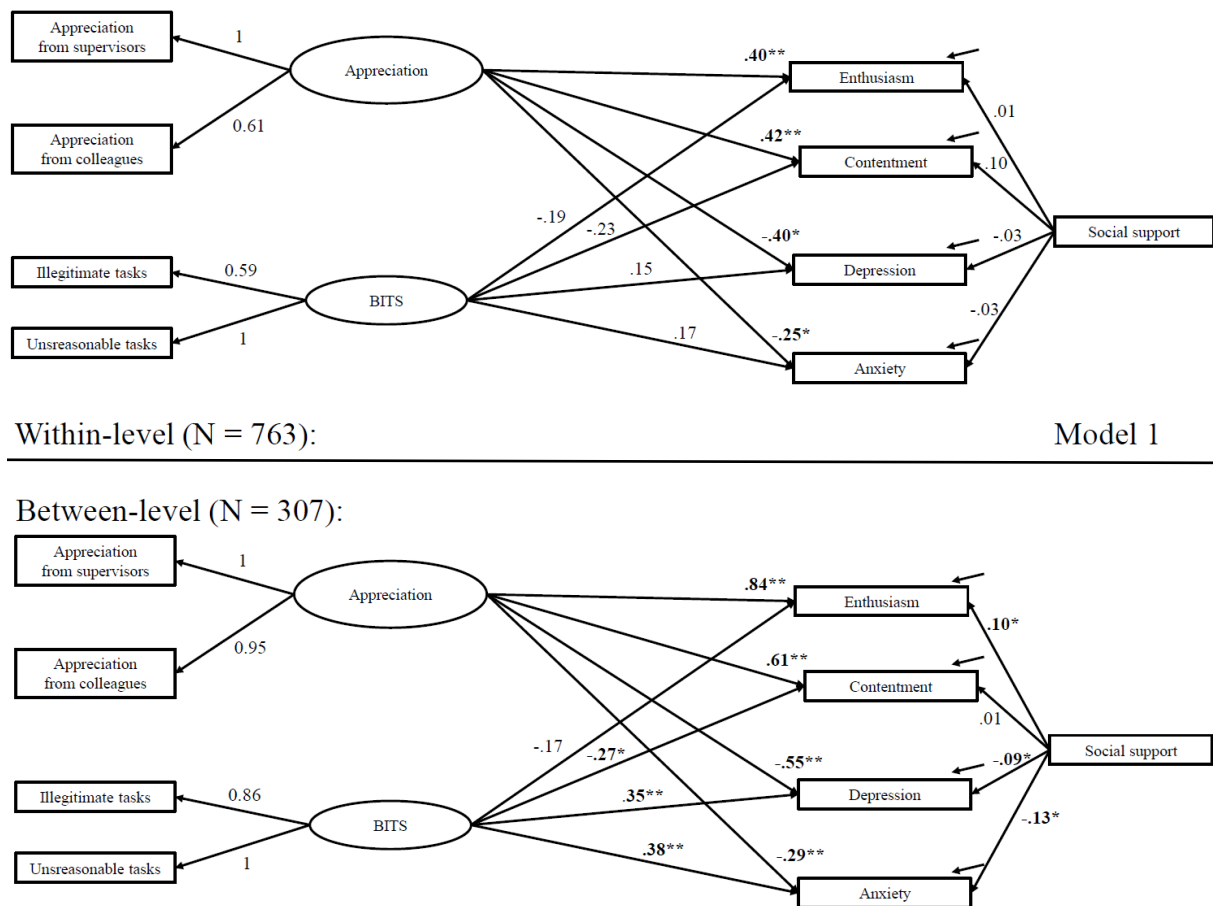 Appreciation
from supervisors
1
Appreciation
.40**
Enthusiasm
.01
Appreciation
from colleagues
0.61
.42**
Contentment
.10
-.19
-.23
-.40*
Social support
-.03
Illegitimate tasks
0.59
BITS
.15
Depression
-.03
Unsreasonable tasks
1
.17
-.25*
Anxiety
Within-level (N = 763):
Model 1
Between-level (N = 307):
Appreciation
from supervisors
1
Appreciation
.84**
Enthusiasm
.10*
Appreciation
from colleagues
0.95
.61**
Contentment
.01
-.17
-.27*
-.55**
Social support
-.09*
Illegitimate tasks
0.86
BITS
.35**
Depression
-.13*
Unsreasonable tasks
1
.38**
-.29**
Anxiety